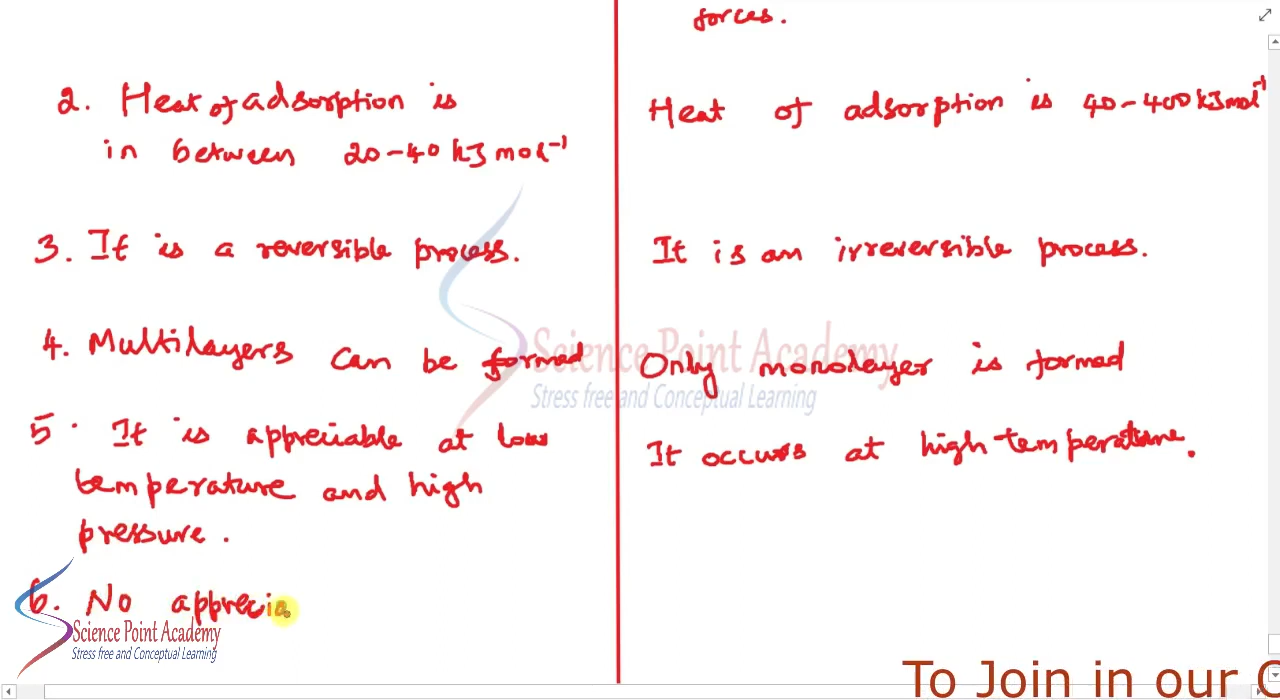 forces.
2. Heat of adsorption is
in between 20-40 kJ mol⁻¹
Heat of adsorption is 40-400 kJ mol⁻¹
3. It is a reversible process.
It is an irreversible process.
4. Multilayers can be formed
Only monolayer is formed
Science Point Academy
Stress free and Conceptual Learning
5. It is appreciable at low
temperature and high
pressure.
It occurs at high temperature.
6. No apprecia
Science Point Academy
Stress free and Conceptual Learning
To Join in our C